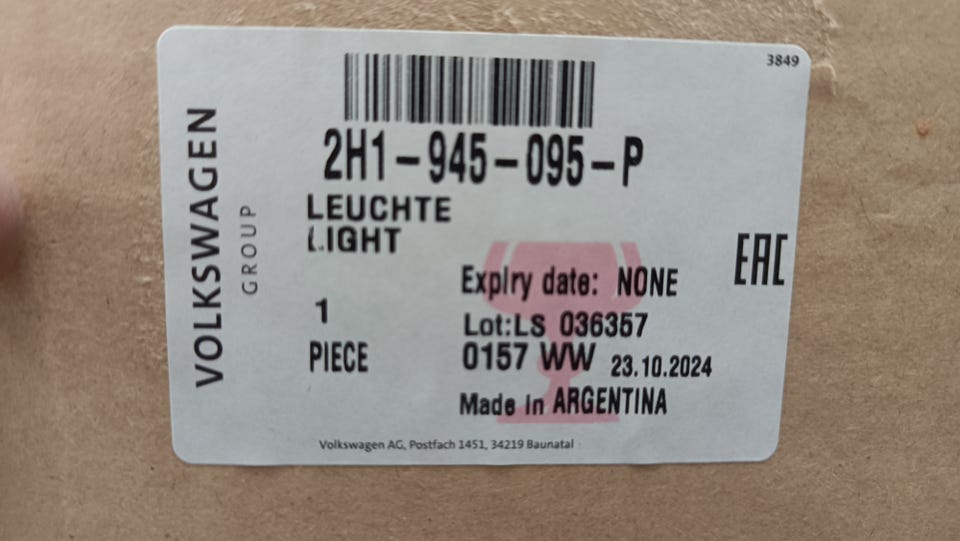 3849
VOLKSWAGEN
GROUP
2H1-945-095-P
LEUCHTE
LIGHT
1
PIECE
Expiry date: NONE
Lot:LS 036357
0157 WW 23.10.2024
Made in ARGENTINA
EAC
Volkswagen AG, Postfach 1451, 34219 Baunatal